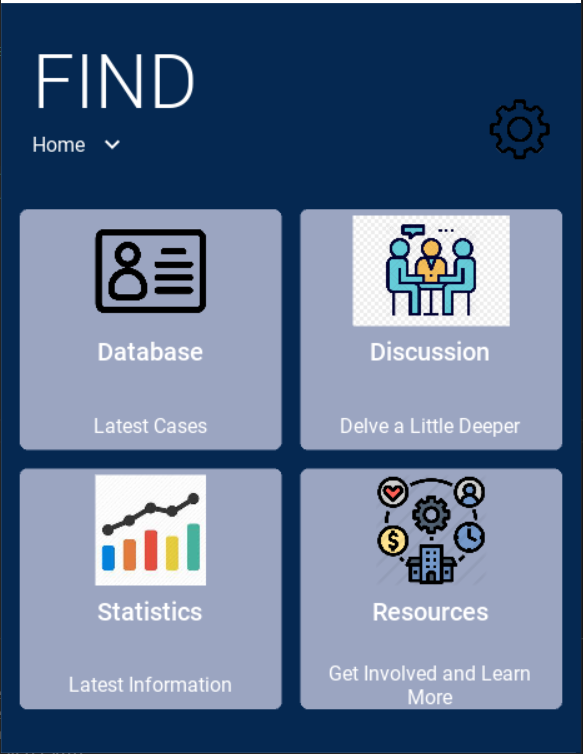 FIND
Home
Database
Latest Cases
Discussion
Delve a Little Deeper
Statistics
Latest Information
Resources
Get Involved and Learn
More